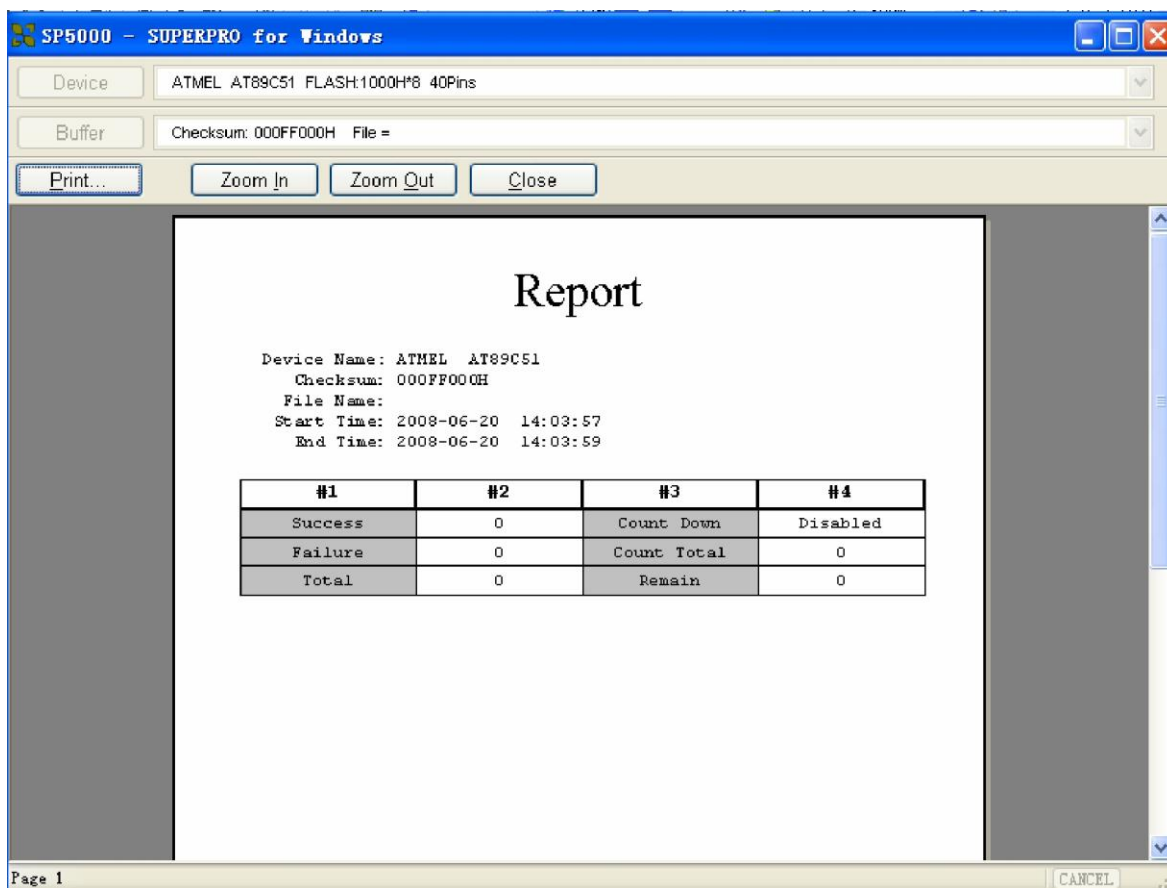 SP5000 - SUPERPRO for Windows
Device ATMEL AT89C51 FLASH:1000H*8 40Pins
Buffer Checksum: 000FF000H File =
Print... Zoom In Zoom Out Close
Report
Device Name: ATMEL AT89C51
Checksum: 000FF000H
File Name:
Start Time: 2008-06-20 14:03:57
End Time: 2008-06-20 14:03:59
#1 #2 #3 #4
Success 0 Count Down Disabled
Failure 0 Count Total 0
Total 0 Remain 0
Page 1 CANCEL